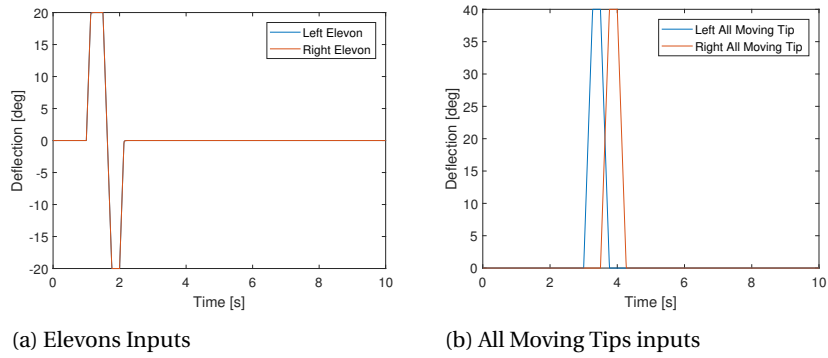 20
15
10
5
0
-5
-10
-15
-20
Deflection [deg]
0 2 4 6 8 10
Time [s]
Left Elevon
Right Elevon
(a) Elevons Inputs
40
35
30
25
20
15
10
5
0
Deflection [deg]
0 2 4 6 8 10
Time [s]
Left All Moving Tip
Right All Moving Tip
(b) All Moving Tips inputs